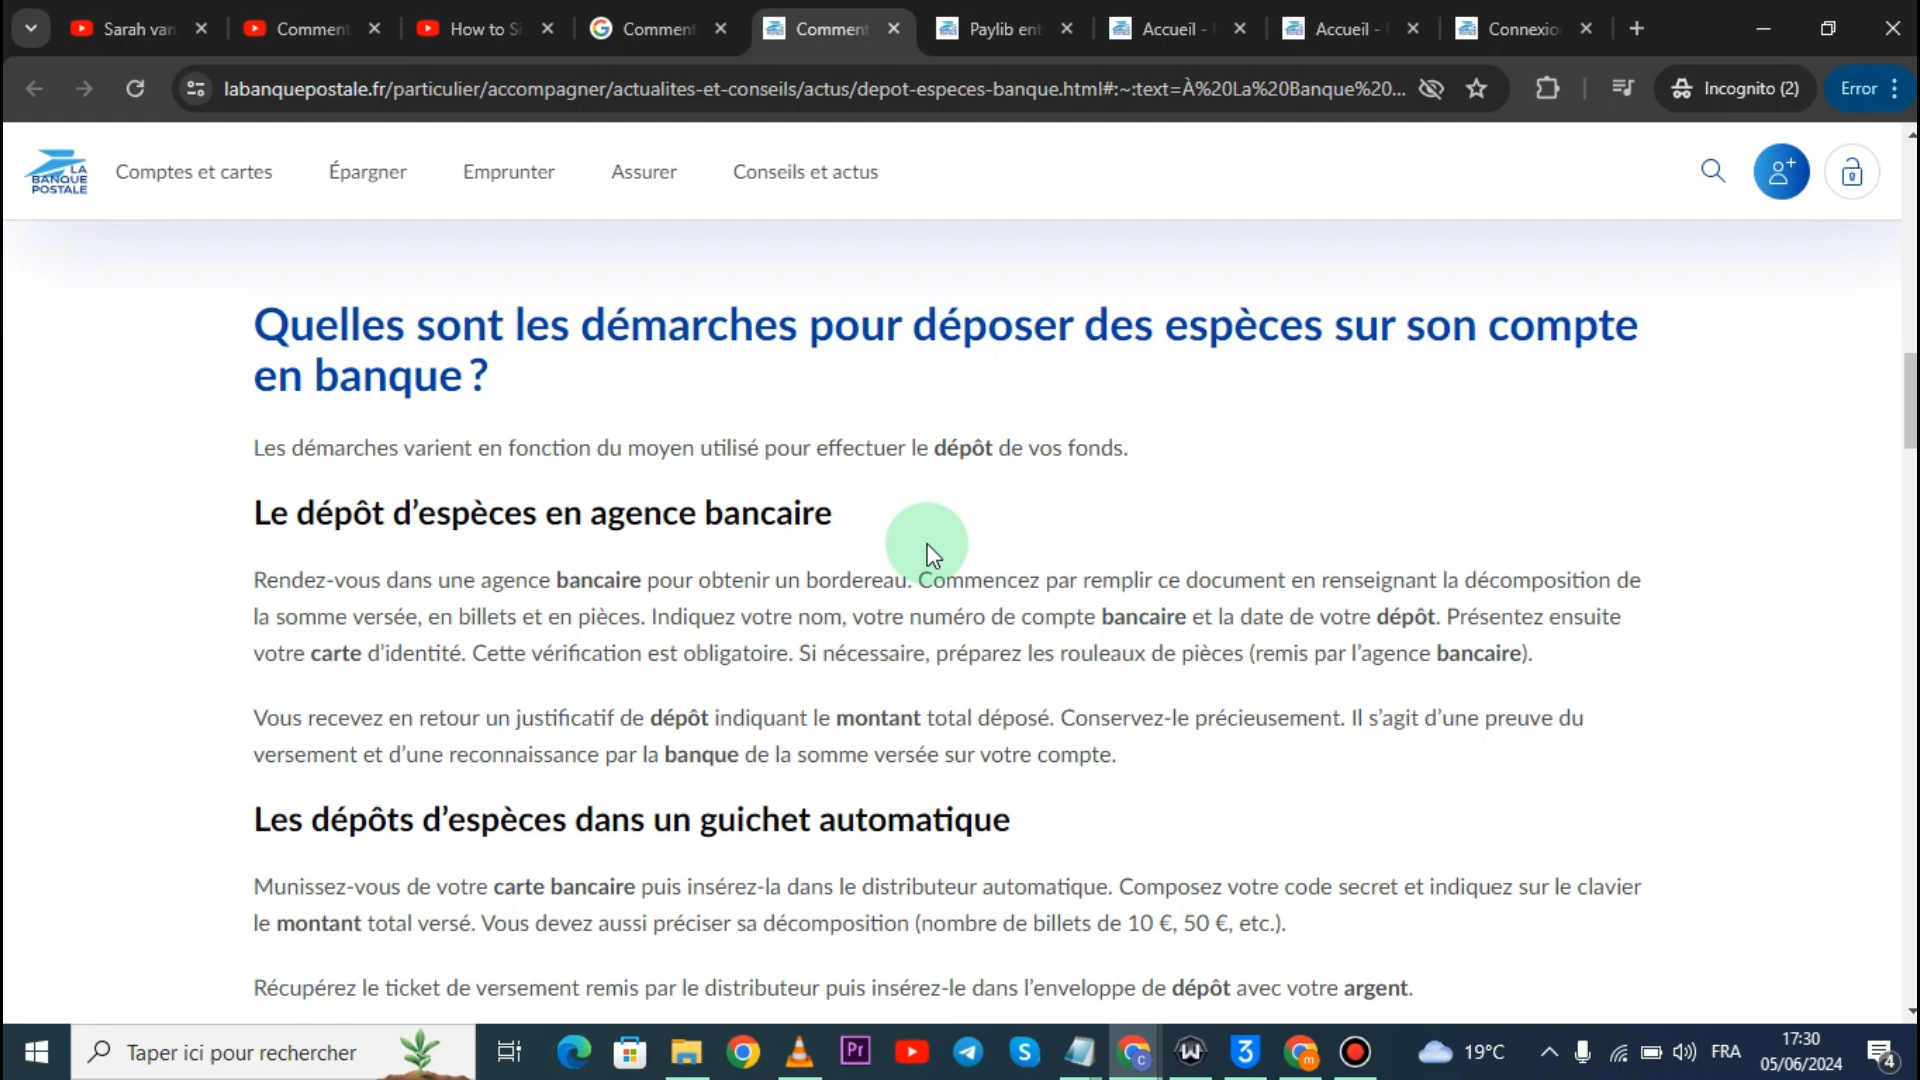 Sarah van
Comment
How to Si
Comment
Comment
Paylib ent
Accueil -
Accueil -
Connexio
labanquepostale.fr/particulier/accompagner/actualites-et-conseils/actus/depot-especes-banque.html#:~:text=À%20La%20Banque%20...
Incognito (2)
Error
LA
BANQUE
POSTALE
Comptes et cartes
Épargner
Emprunter
Assurer
Conseils et actus
Quelles sont les démarches pour déposer des espèces sur son compte
en banque ?
Les démarches varient en fonction du moyen utilisé pour effectuer le dépôt de vos fonds.
Le dépôt d’espèces en agence bancaire
Rendez-vous dans une agence bancaire pour obtenir un bordereau. Commencez par remplir ce document en renseignant la décomposition de
la somme versée, en billets et en pièces. Indiquez votre nom, votre numéro de compte bancaire et la date de votre dépôt. Présentez ensuite
votre carte d’identité. Cette vérification est obligatoire. Si nécessaire, préparez les rouleaux de pièces (remis par l’agence bancaire).
Vous recevez en retour un justificatif de dépôt indiquant le montant total déposé. Conservez-le précieusement. Il s’agit d’une preuve du
versement et d’une reconnaissance par la banque de la somme versée sur votre compte.
Les dépôts d’espèces dans un guichet automatique
Munissez-vous de votre carte bancaire puis insérez-la dans le distributeur automatique. Composez votre code secret et indiquez sur le clavier
le montant total versé. Vous devez aussi préciser sa décomposition (nombre de billets de 10 €, 50 €, etc.).
Récupérez le ticket de versement remis par le distributeur puis insérez-le dans l’enveloppe de dépôt avec votre argent.
Taper ici pour rechercher
Pr
19°C
FRA
17:30
05/06/2024
4